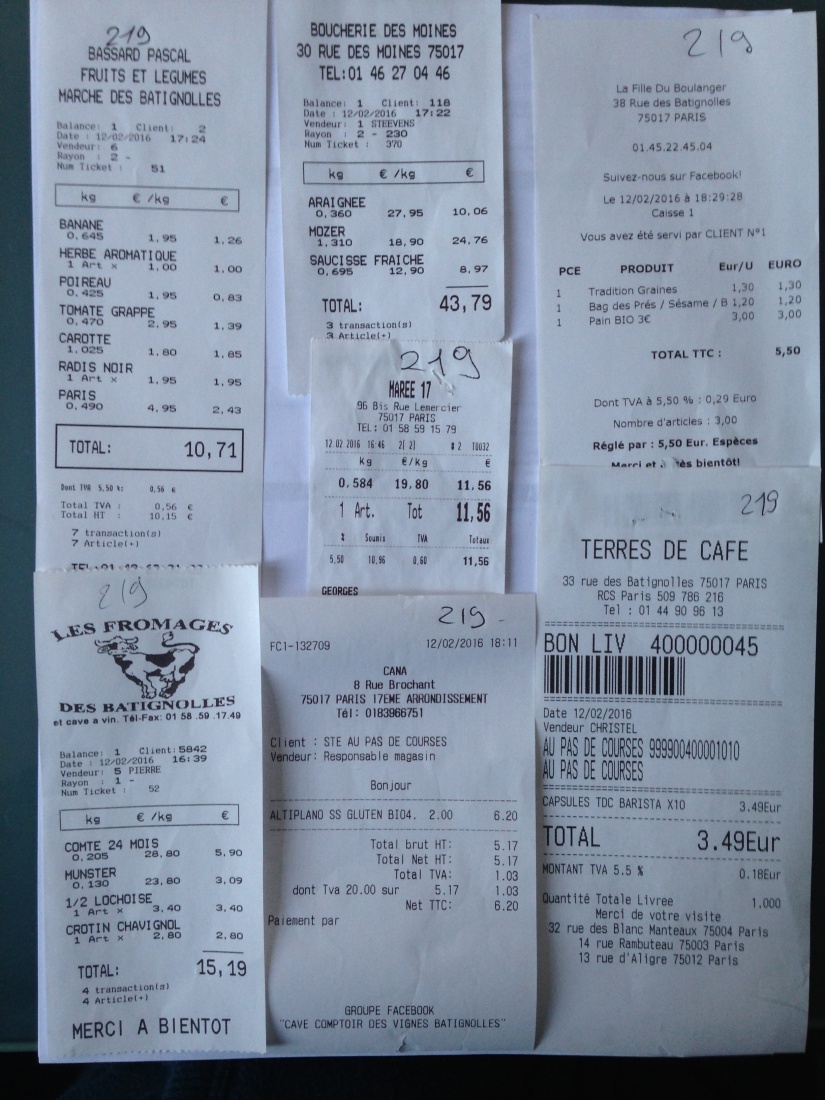 219
BASSARD PASCAL
FRUITS ET LEGUMES
MARCHE DES BATIGNOLLES
Balance: 1 Client: 2
Date : 12/02/2016 17:24
Vendeur: 6
Rayon : 2 -
Num Ticket : 51
kg € /kg €
BANANE
0,645 1,95 1,26
HERBE AROMATIQUE
1 Art x 1,00 1,00
POIREAU
0,425 1,95 0,83
TOMATE GRAPPE
0,470 2,95 1,39
CAROTTE
1,025 1,80 1,85
RADIS NOIR
1 Art x 1,95 1,95
PARIS
0,490 4,95 2,43
TOTAL: 10,71
Dont TVA 5,50 %: 0,56 €
Total TVA : 0,56 €
Total HT : 10,15 €
7 transaction(s)
7 Article(+)
BOUCHERIE DES MOINES
30 RUE DES MOINES 75017
TEL:01 46 27 04 46
Balance: 1 Client: 118
Date : 12/02/2016 17:22
Vendeur: 1 STEEVENS
Rayon : 2 - 230
Num Ticket : 370
kg € /kg €
ARAIGNEE
0,360 27,95 10,06
MOZER
1,310 18,90 24,76
SAUCISSE FRAICHE
0,695 12,90 8,97
TOTAL: 43,79
3 transaction(s)
3 Article(+)
219
La Fille Du Boulanger
38 Rue des Batignolles
75017 PARIS
01.45.22.45.04
Suivez-nous sur Facebook!
Le 12/02/2016 à 18:29:28
Caisse 1
Vous avez été servi par CLIENT N°1
PCE PRODUIT Eur/U EURO
1 Tradition Graines 1,30 1,30
1 Bag des Prés / Sésame / B 1,20 1,20
1 Pain BIO 3€ 3,00 3,00
TOTAL TTC : 5,50
Dont TVA à 5,50 % : 0,29 Euro
Nombre d'articles : 3,00
Réglé par : 5,50 Eur. Espèces
Merci et à très bientôt!
219
MAREE 17
96 Bis Rue Lemercier
75017 PARIS
TEL: 01 58 59 15 79
12.02.2016 16:46 2[ 2] # 2 T0032
kg €/kg €
0.584 19,80 11,56
1 Art. Tot 11,56
% Soumis TVA Totaux
5,50 10,96 0,60 11,56
GEORGES
219
LES FROMAGES
DES BATIGNOLLES
et cave a vin. Tél-Fax: 01 58 .59 .17.49
Balance: 1 Client:5842
Date : 12/02/2016 16:39
Vendeur: 5 PIERRE
Rayon : 1 -
Num Ticket : 52
kg € /kg €
COMTE 24 MOIS
0,205 28,80 5,90
MUNSTER
0,130 23,80 3,09
1/2 LOCHOISE
1 Art x 3,40 3,40
CROTIN CHAVIGNOL
1 Art x 2,80 2,80
TOTAL: 15,19
4 transaction(s)
4 Article(+)
MERCI A BIENTOT
219-
FC1-132709 12/02/2016 18:11
CANA
8 Rue Brochant
75017 PARIS 17EME ARRONDISSEMENT
Tél: 0183966751
Client : STE AU PAS DE COURSES
Vendeur: Responsable magasin
Bonjour
ALTIPLANO SS GLUTEN BIO4. 2.00 6.20
Total brut HT: 5.17
Total Net HT: 5.17
Total TVA: 1.03
dont Tva 20.00 sur 5.17 1.03
Net TTC: 6.20
Paiement par
GROUPE FACEBOOK
"CAVE COMPTOIR DES VIGNES BATIGNOLLES"
219
TERRES DE CAFE
33 rue des Batignolles 75017 PARIS
RCS Paris 509 786 216
Tel : 01 44 90 96 13
BON LIV 400000045
Date 12/02/2016
Vendeur CHRISTEL
AU PAS DE COURSES 999900400001010
AU PAS DE COURSES
CAPSULES TDC BARISTA X10 3.49Eur
TOTAL 3.49Eur
MONTANT TVA 5.5 % 0.18Eur
Quantité Totale Livree 1.000
Merci de votre visite
32 rue des Blanc Manteaux 75004 Paris
14 rue Rambuteau 75003 Paris
13 rue d'Aligre 75012 Paris